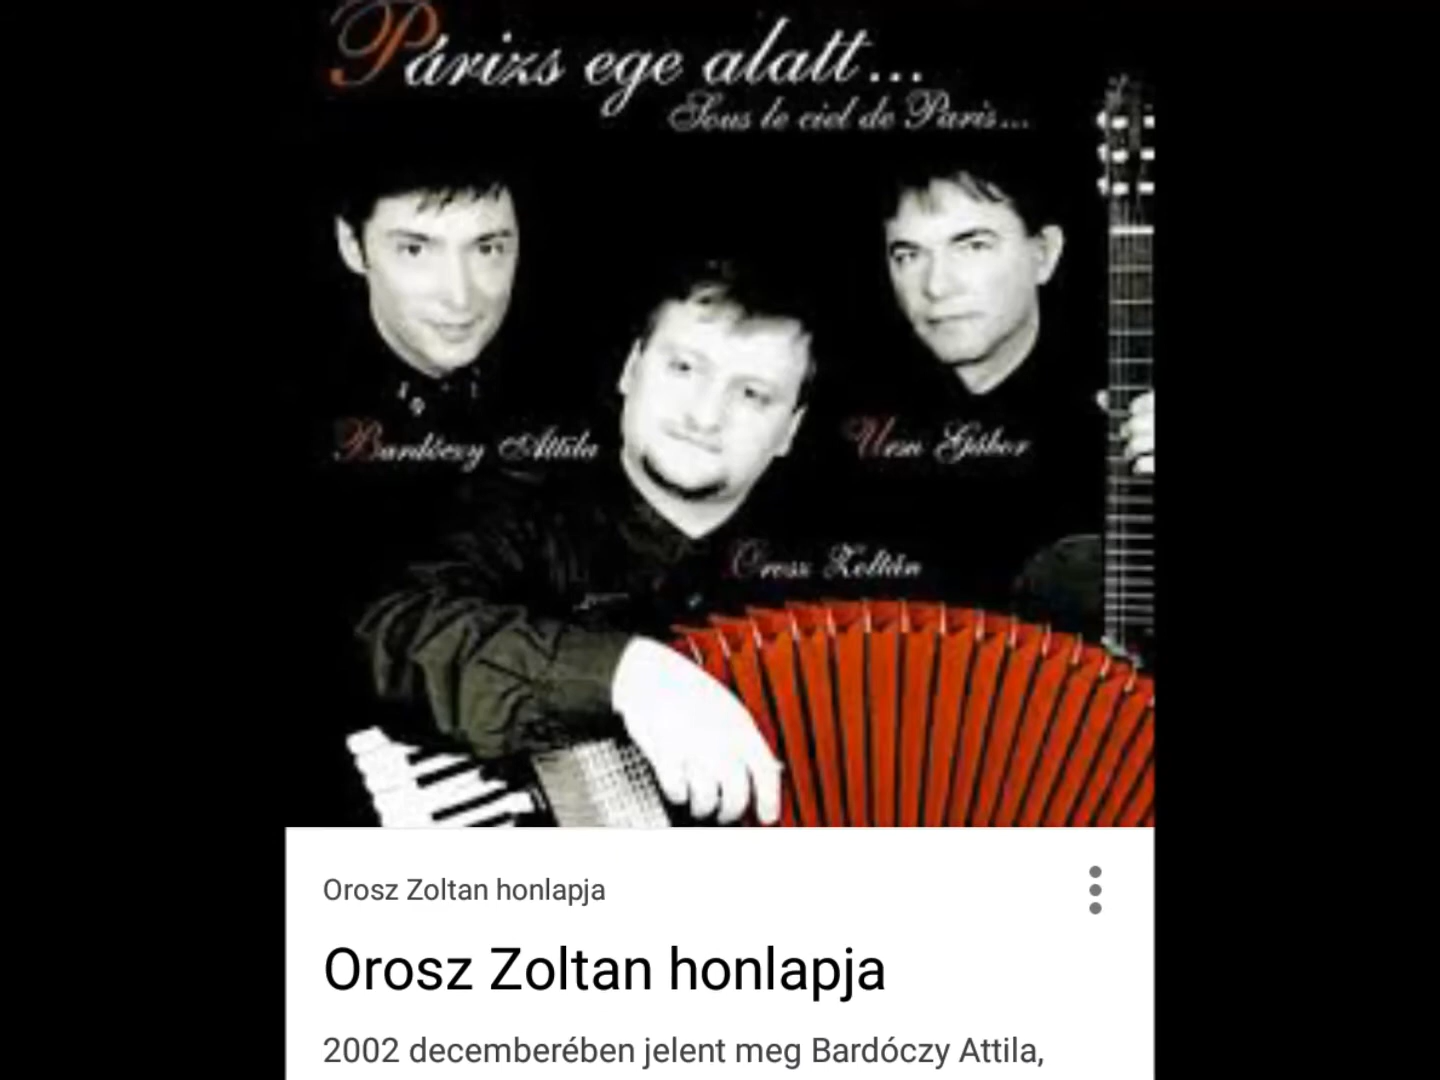 Párizs ege alatt...
Sous le ciel de Paris...
Bardóczy Attila
Ursu Gábor
Orosz Zoltán
Orosz Zoltan honlapja
Orosz Zoltan honlapja
2002 decemberében jelent meg Bardóczy Attila,